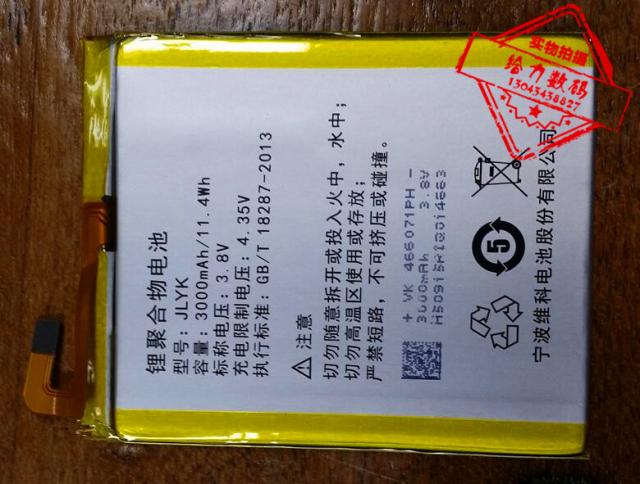 锂聚合物电池
型号: JLYK
容量: 3000mAh/11.4Wh
标称电压: 3.8V
充电限制电压: 4.35V
执行标准: GB/T 18287-2013
注意
切勿随意拆开或投入火中，水中；
切勿高温区使用或存放；
严禁短路，不可挤压或碰撞。
+ VK 466071PH -
3000mAh 3.8V
5
宁波维科电池股份有限公司
实物拍摄
给力数码
13043438827